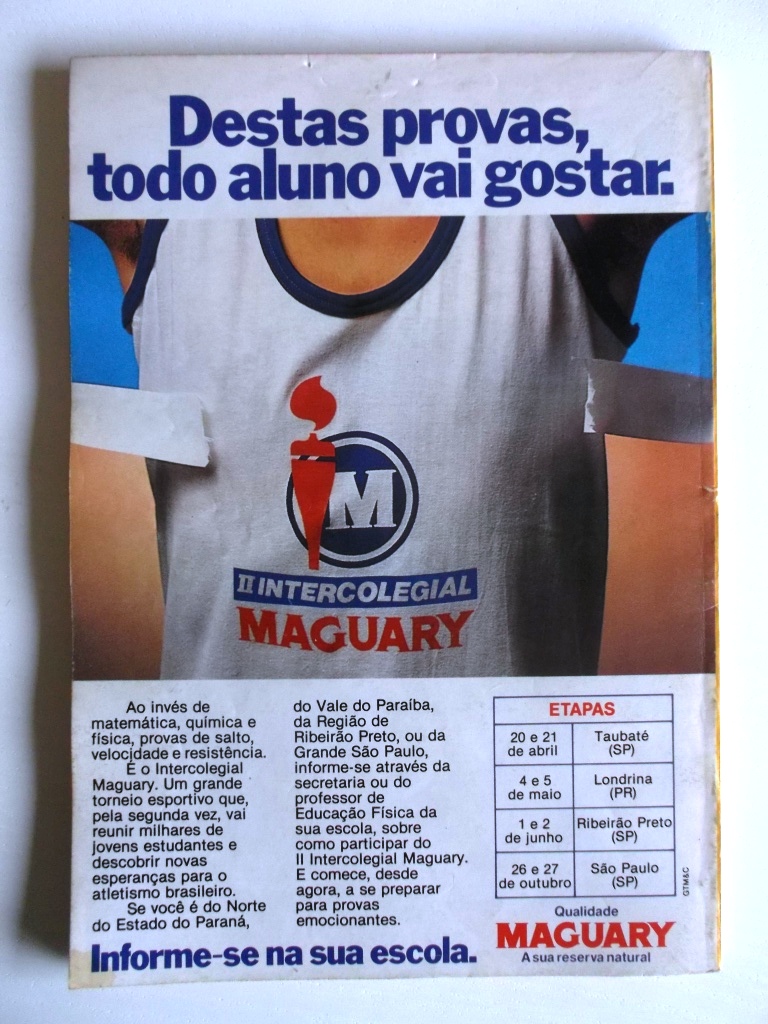 Destas provas,
todo aluno vai gostar.
M
II INTERCOLEGIAL
MAGUARY
Ao invés de
matemática, química e
física, provas de salto,
velocidade e resistência.
É o Intercolegial
Maguary. Um grande
torneio esportivo que,
pela segunda vez, vai
reunir milhares de
jovens estudantes e
descobrir novas
esperanças para o
atletismo brasileiro.
Se você é do Norte
do Estado do Paraná,
do Vale do Paraíba,
da Região de
Ribeirão Preto, ou da
Grande São Paulo,
informe-se através da
secretaria ou do
professor de
Educação Física da
sua escola, sobre
como participar do
II Intercolegial Maguary.
E comece, desde
agora, a se preparar
para provas
emocionantes.
Informe-se na sua escola.
ETAPAS
20 e 21 Taubaté
de abril (SP)
4 e 5 Londrina
de maio (PR)
1 e 2 Ribeirão Preto
de junho (SP)
26 e 27 São Paulo
de outubro (SP)
GTM&C
Qualidade
MAGUARY
A sua reserva natural